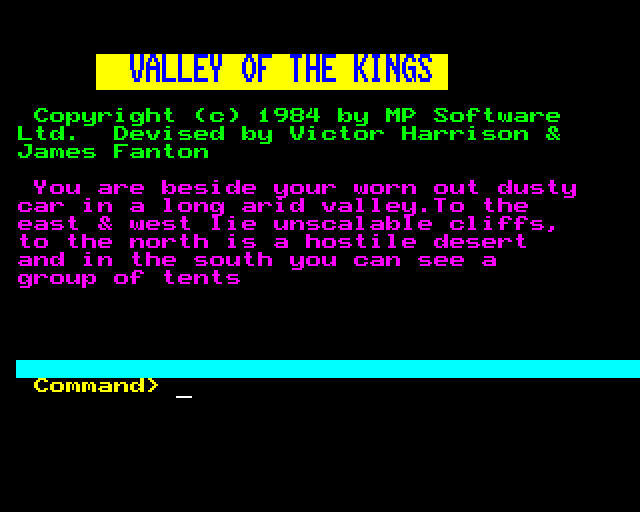 VALLEY OF THE KINGS
Copyright (c) 1984 by MP Software
Ltd.  Devised by Victor Harrison &
James Fanton
You are beside your worn out dusty
car in a long arid valley.To the
east & west lie unscalable cliffs,
to the north is a hostile desert
and in the south you can see a
group of tents
Command> _